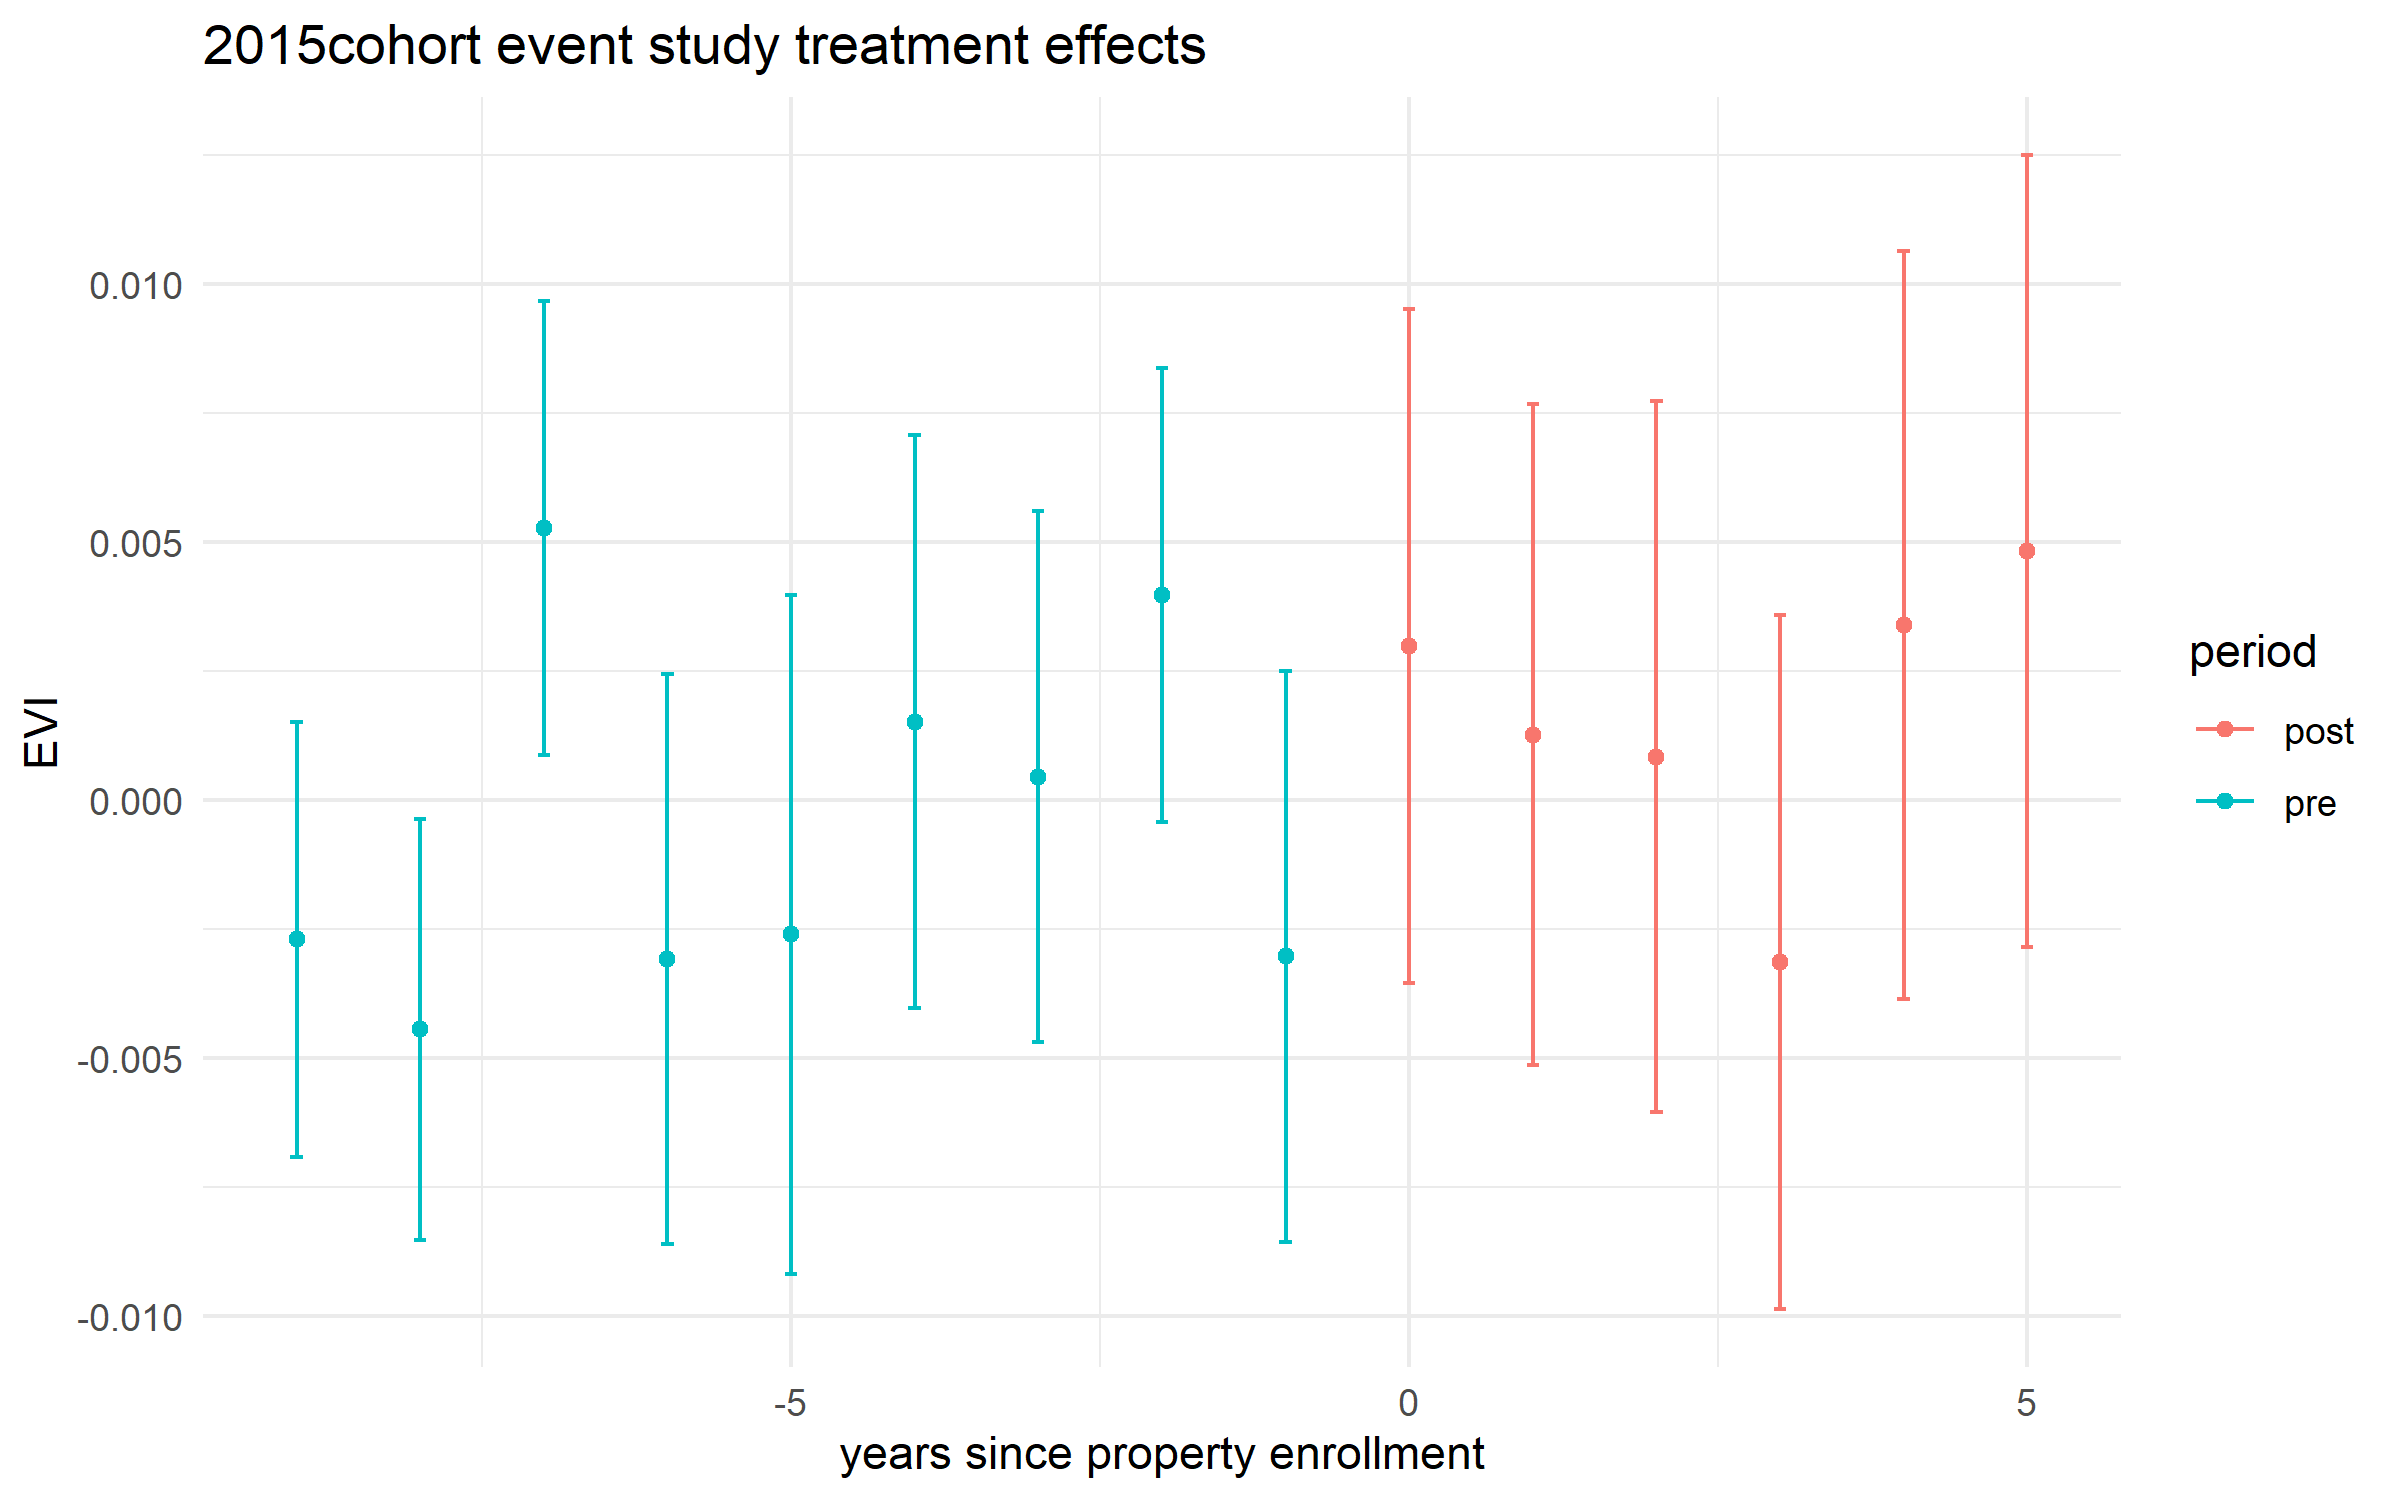 2015cohort event study treatment effects
0.010
0.005
0.000
-0.005
-0.010
EVI
-5
0
5
years since property enrollment
period
post
pre